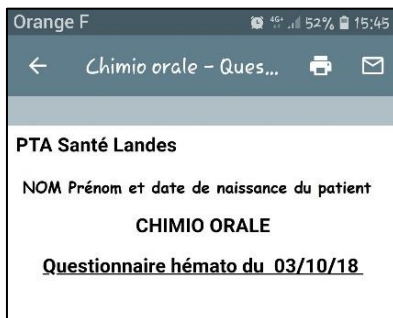 Orange F 4G+ 52% 15:45
Chimio orale - Ques...
PTA Santé Landes
NOM Prénom et date de naissance du patient
CHIMIO ORALE
Questionnaire hémato du 03/10/18